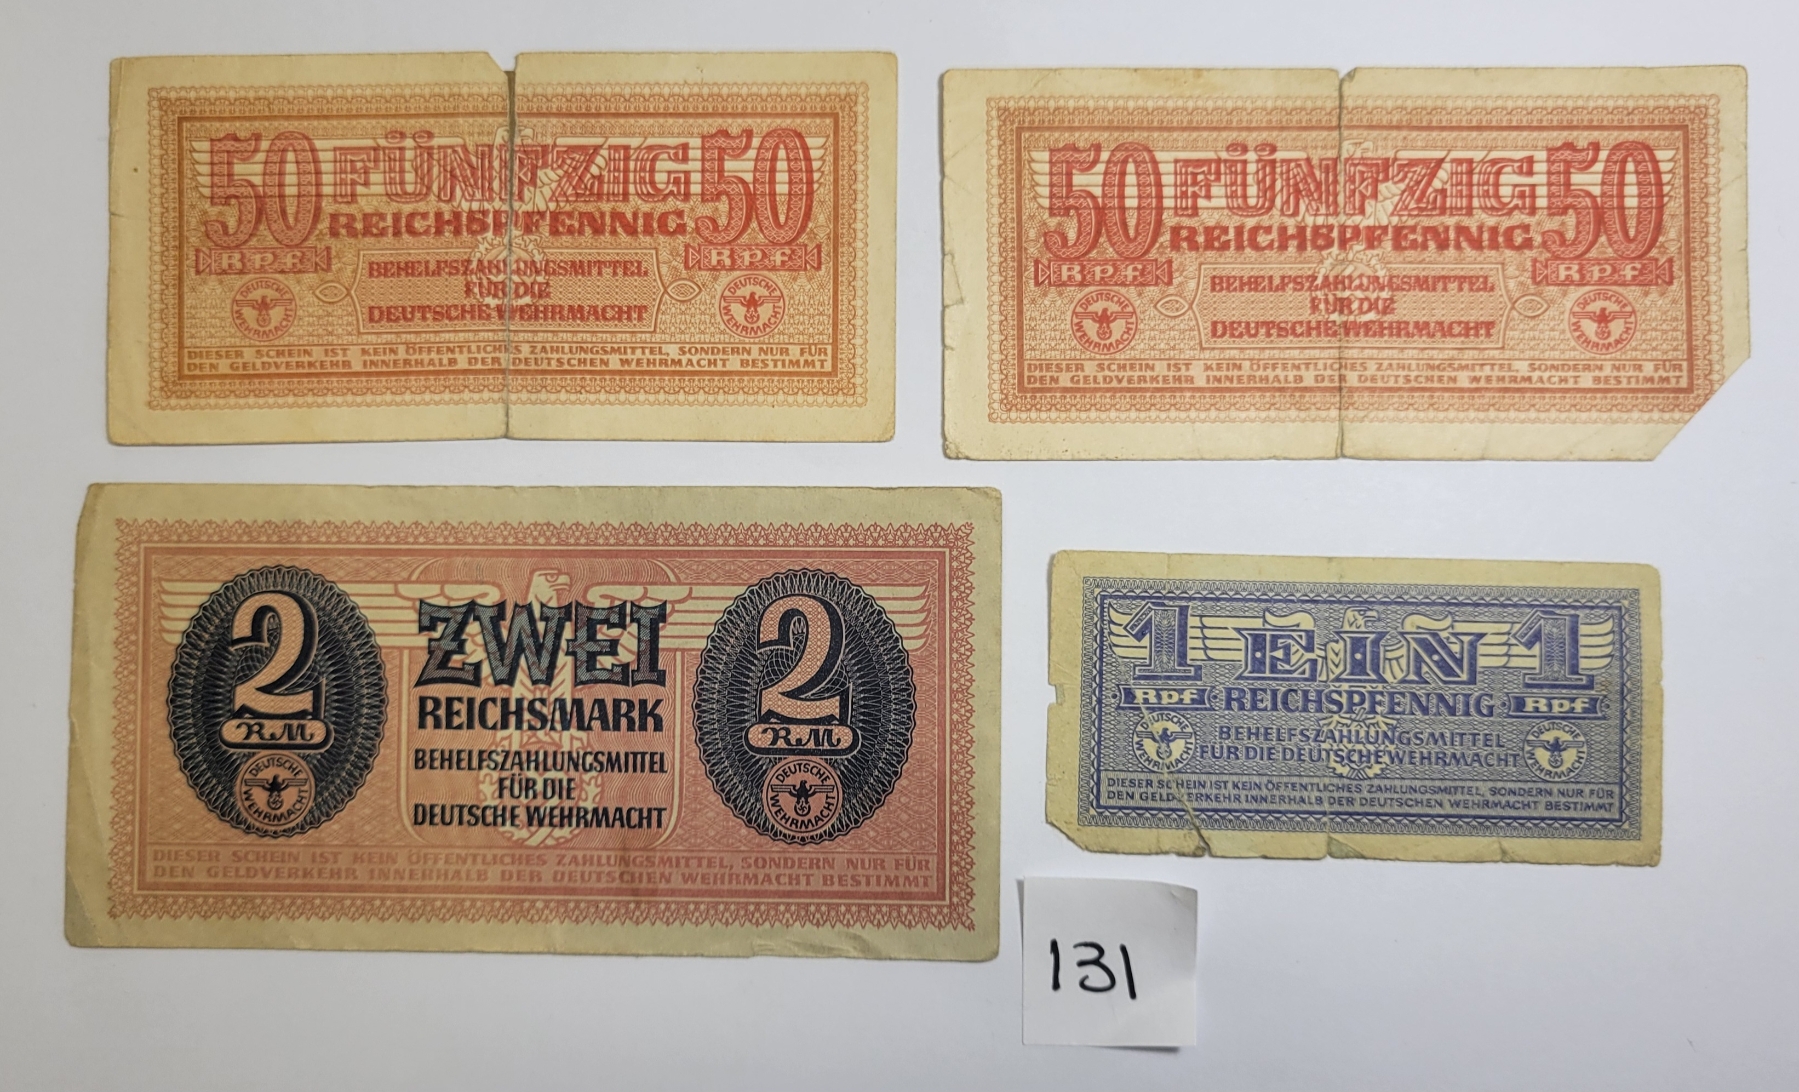 50 FÜNFZIG 50
REICHSPFENNIG
RPf RPf
BEHELFSZAHLUNGSMITTEL
FÜR DIE
DEUTSCHE WEHRMACHT
DEUTSCHE WEHRMACHT
DEUTSCHE WEHRMACHT
DIESER SCHEIN IST KEIN ÖFFENTLICHES ZAHLUNGSMITTEL, SONDERN NUR FÜR
DEN GELDVERKEHR INNERHALB DER DEUTSCHEN WEHRMACHT BESTIMMT
50 FÜNFZIG 50
REICHSPFENNIG
RPf RPf
BEHELFSZAHLUNGSMITTEL
FÜR DIE
DEUTSCHE WEHRMACHT
DEUTSCHE WEHRMACHT
DEUTSCHE WEHRMACHT
DIESER SCHEIN IST KEIN ÖFFENTLICHES ZAHLUNGSMITTEL, SONDERN NUR FÜR
DEN GELDVERKEHR INNERHALB DER DEUTSCHEN WEHRMACHT BESTIMMT
2 ZWEI 2
RM REICHSMARK RM
BEHELFSZAHLUNGSMITTEL
FÜR DIE
DEUTSCHE WEHRMACHT
DEUTSCHE WEHRMACHT
DEUTSCHE WEHRMACHT
DIESER SCHEIN IST KEIN ÖFFENTLICHES ZAHLUNGSMITTEL, SONDERN NUR FÜR
DEN GELDVERKEHR INNERHALB DER DEUTSCHEN WEHRMACHT BESTIMMT
1 EIN 1
Rpf REICHSPFENNIG Rpf
BEHELFSZAHLUNGSMITTEL
FÜR DIE DEUTSCHE WEHRMACHT
DEUTSCHE WEHRMACHT
DEUTSCHE WEHRMACHT
DIESER SCHEIN IST KEIN ÖFFENTLICHES ZAHLUNGSMITTEL, SONDERN NUR FÜR
DEN GELDVERKEHR INNERHALB DER DEUTSCHEN WEHRMACHT BESTIMMT
131